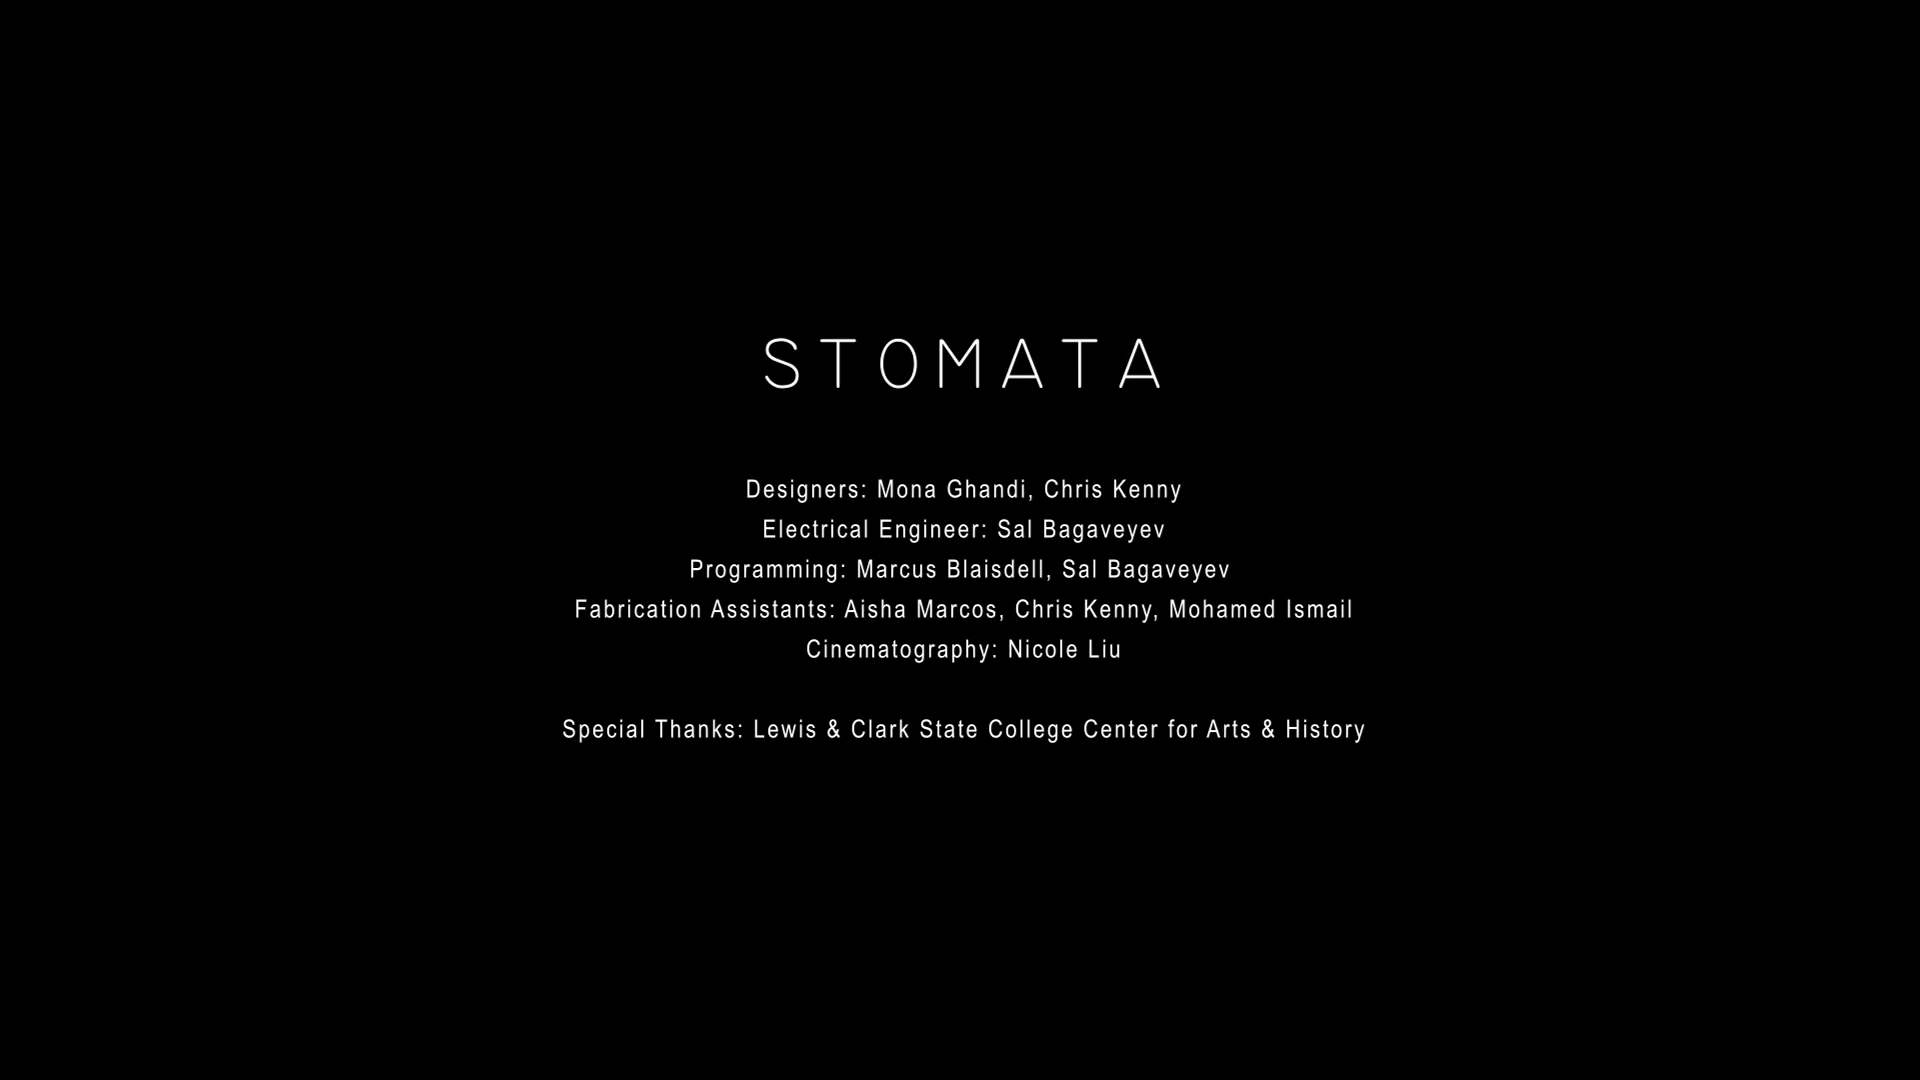 STOMATA
Designers: Mona Ghandi, Chris Kenny
Electrical Engineer: Sal Bagaveyev
Programming: Marcus Blaisdell, Sal Bagaveyev
Fabrication Assistants: Aisha Marcos, Chris Kenny, Mohamed Ismail
Cinematography: Nicole Liu
Special Thanks: Lewis & Clark State College Center for Arts & History